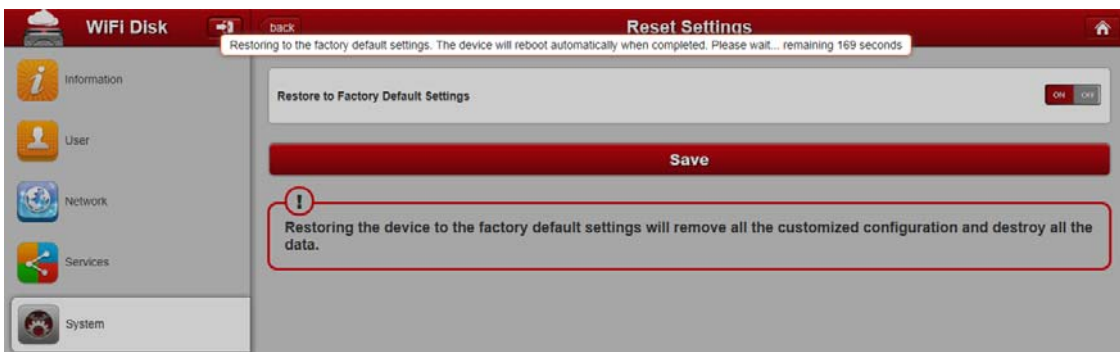 WiFi Disk
back
Reset Settings
Restoring to the factory default settings. The device will reboot automatically when completed. Please wait... remaining 169 seconds
Information
Restore to Factory Default Settings
ON OFF
User
Save
Network
!
Restoring the device to the factory default settings will remove all the customized configuration and destroy all the
data.
Services
System